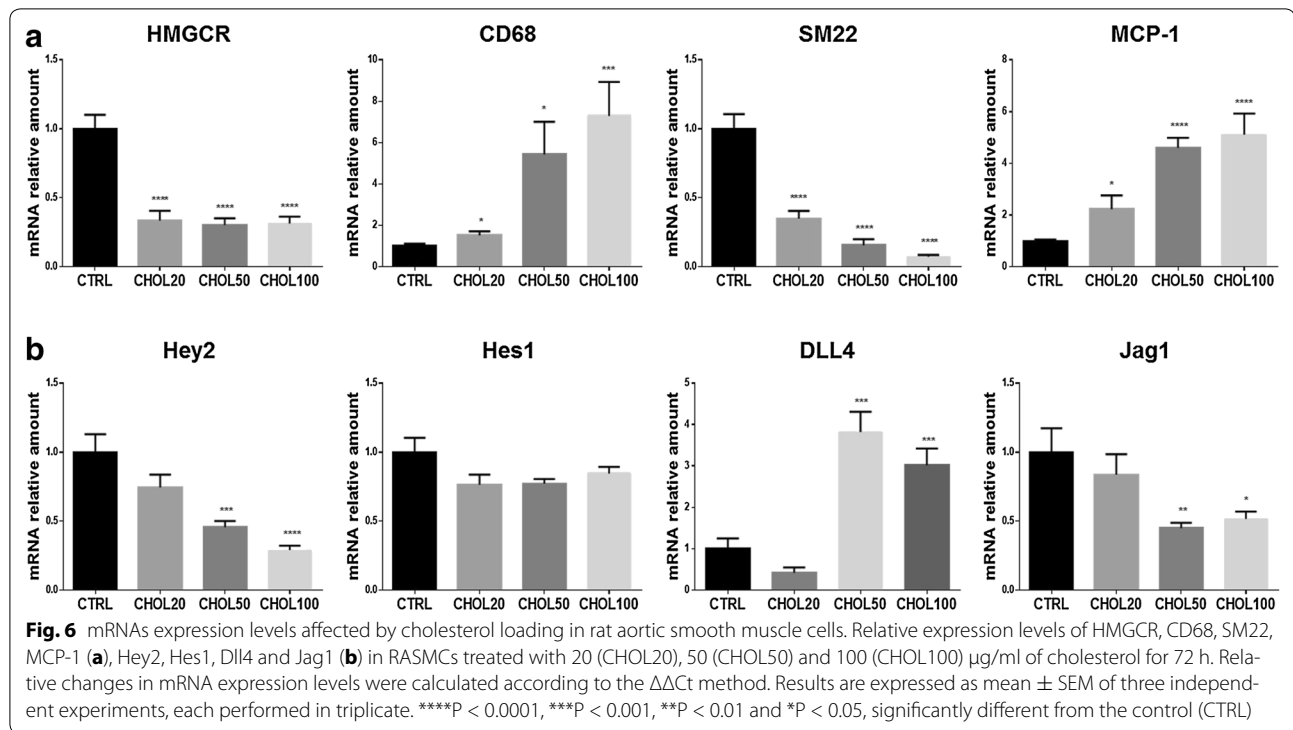 a
HMGCR CD68 SM22 MCP-1
mRNA relative amount
1.5
1.0
0.5
0.0
****
****
****
CTRL CHOL20 CHOL50 CHOL100
mRNA relative amount
10
8
6
4
2
0
*
*
***
CTRL CHOL20 CHOL50 CHOL100
mRNA relative amount
1.5
1.0
0.5
0.0
****
****
****
CTRL CHOL20 CHOL50 CHOL100
mRNA relative amount
8
6
4
2
0
*
****
****
CTRL CHOL20 CHOL50 CHOL100
b
Hey2 Hes1 DLL4 Jag1
mRNA relative amount
1.5
1.0
0.5
0.0
***
****
CTRL CHOL20 CHOL50 CHOL100
mRNA relative amount
1.5
1.0
0.5
0.0
CTRL CHOL20 CHOL50 CHOL100
mRNA relative amount
5
4
3
2
1
0
***
***
CTRL CHOL20 CHOL50 CHOL100
mRNA relative amount
1.5
1.0
0.5
0.0
**
*
CTRL CHOL20 CHOL50 CHOL100
Fig. 6 mRNAs expression levels affected by cholesterol loading in rat aortic smooth muscle cells. Relative expression levels of HMGCR, CD68, SM22,
MCP-1 (a), Hey2, Hes1, Dll4 and Jag1 (b) in RASMCs treated with 20 (CHOL20), 50 (CHOL50) and 100 (CHOL100) µg/ml of cholesterol for 72 h. Rela-
tive changes in mRNA expression levels were calculated according to the ΔΔCt method. Results are expressed as mean ± SEM of three independ-
ent experiments, each performed in triplicate. ****P < 0.0001, ***P < 0.001, **P < 0.01 and *P < 0.05, significantly different from the control (CTRL)